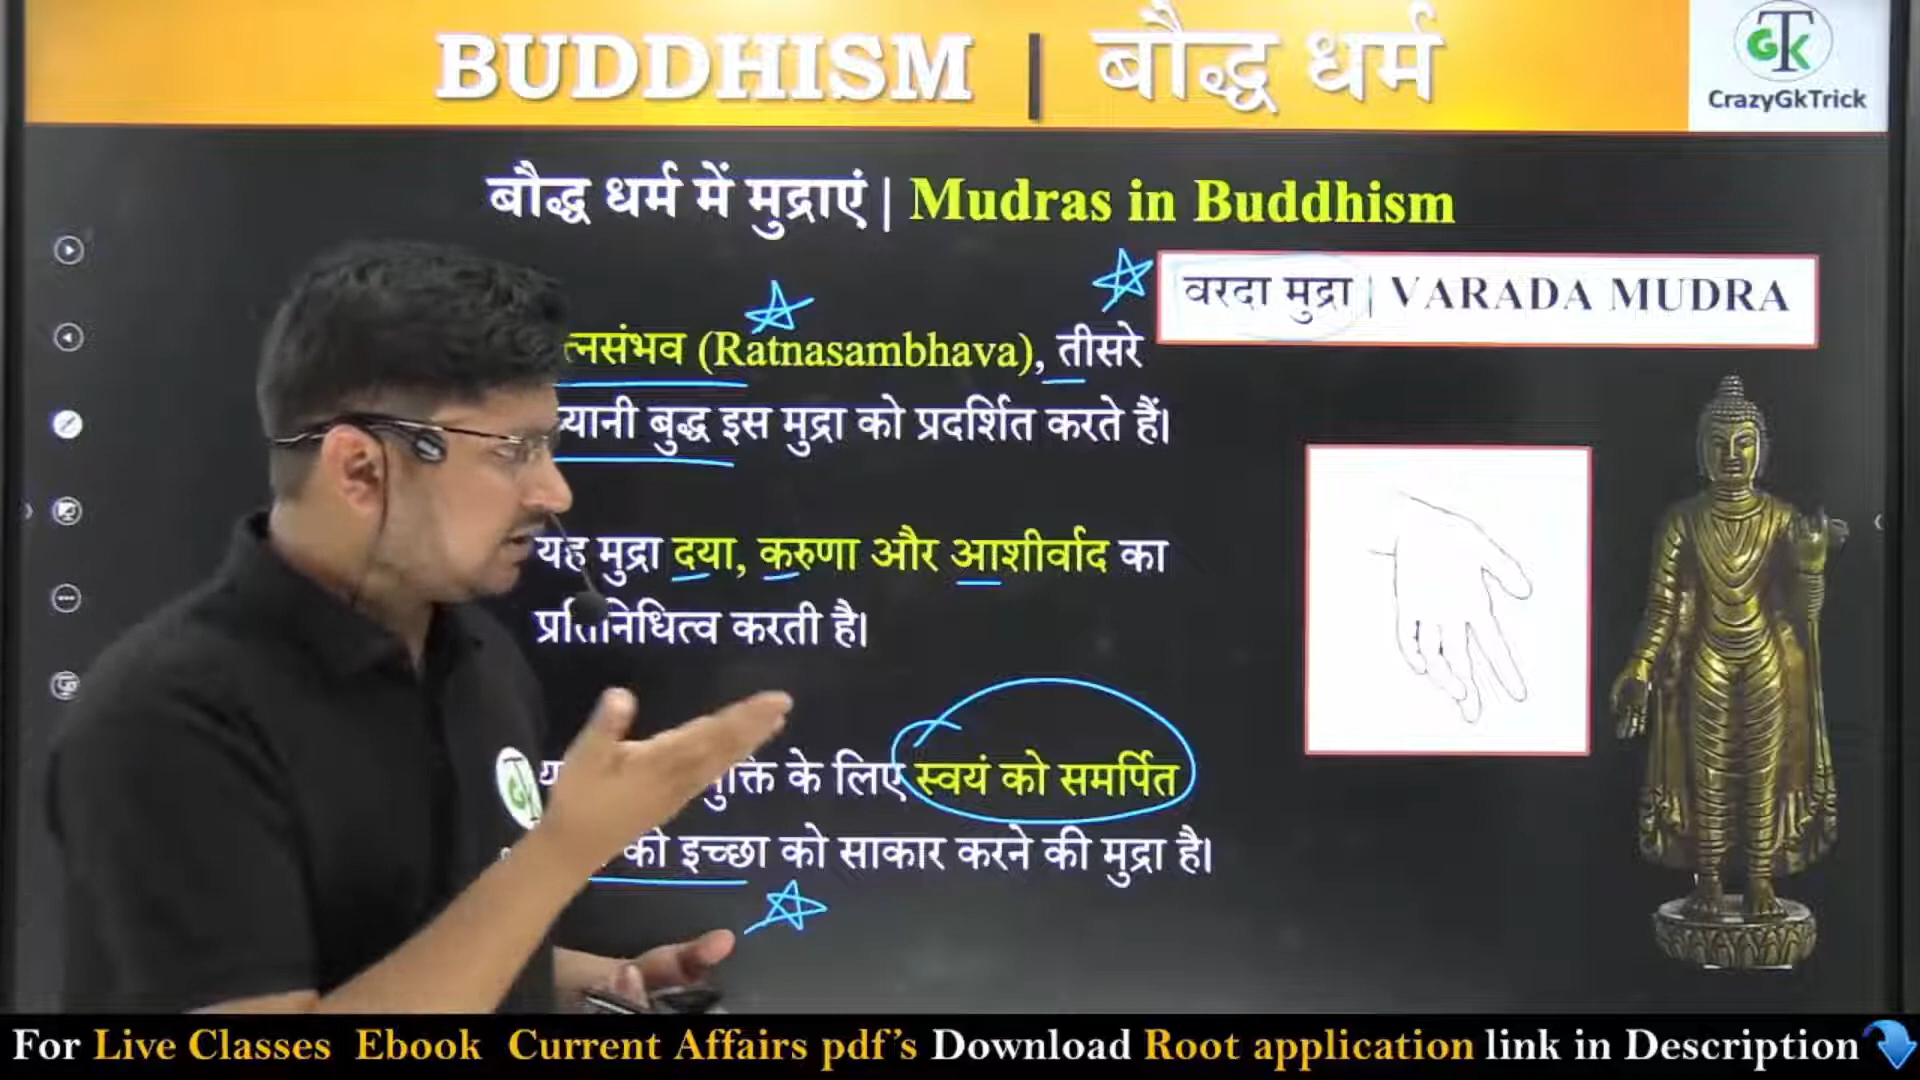 BUDDHISM | बौद्ध धर्म
GTK
CrazyGkTrick
बौद्ध धर्म में मुद्राएं | Mudras in Buddhism
वरदा मुद्रा | VARADA MUDRA
(Ratnasambhava), तीसरे
बुद्ध इस मुद्रा को प्रदर्शित करते हैं।
यह मुद्रा दया, करुणा और आशीर्वाद का
करती है।
के लिए स्वयं को समर्पित
की इच्छा को साकार करने की मुद्रा है।
For Live Classes Ebook Current Affairs pdf's Download Root application link in Description